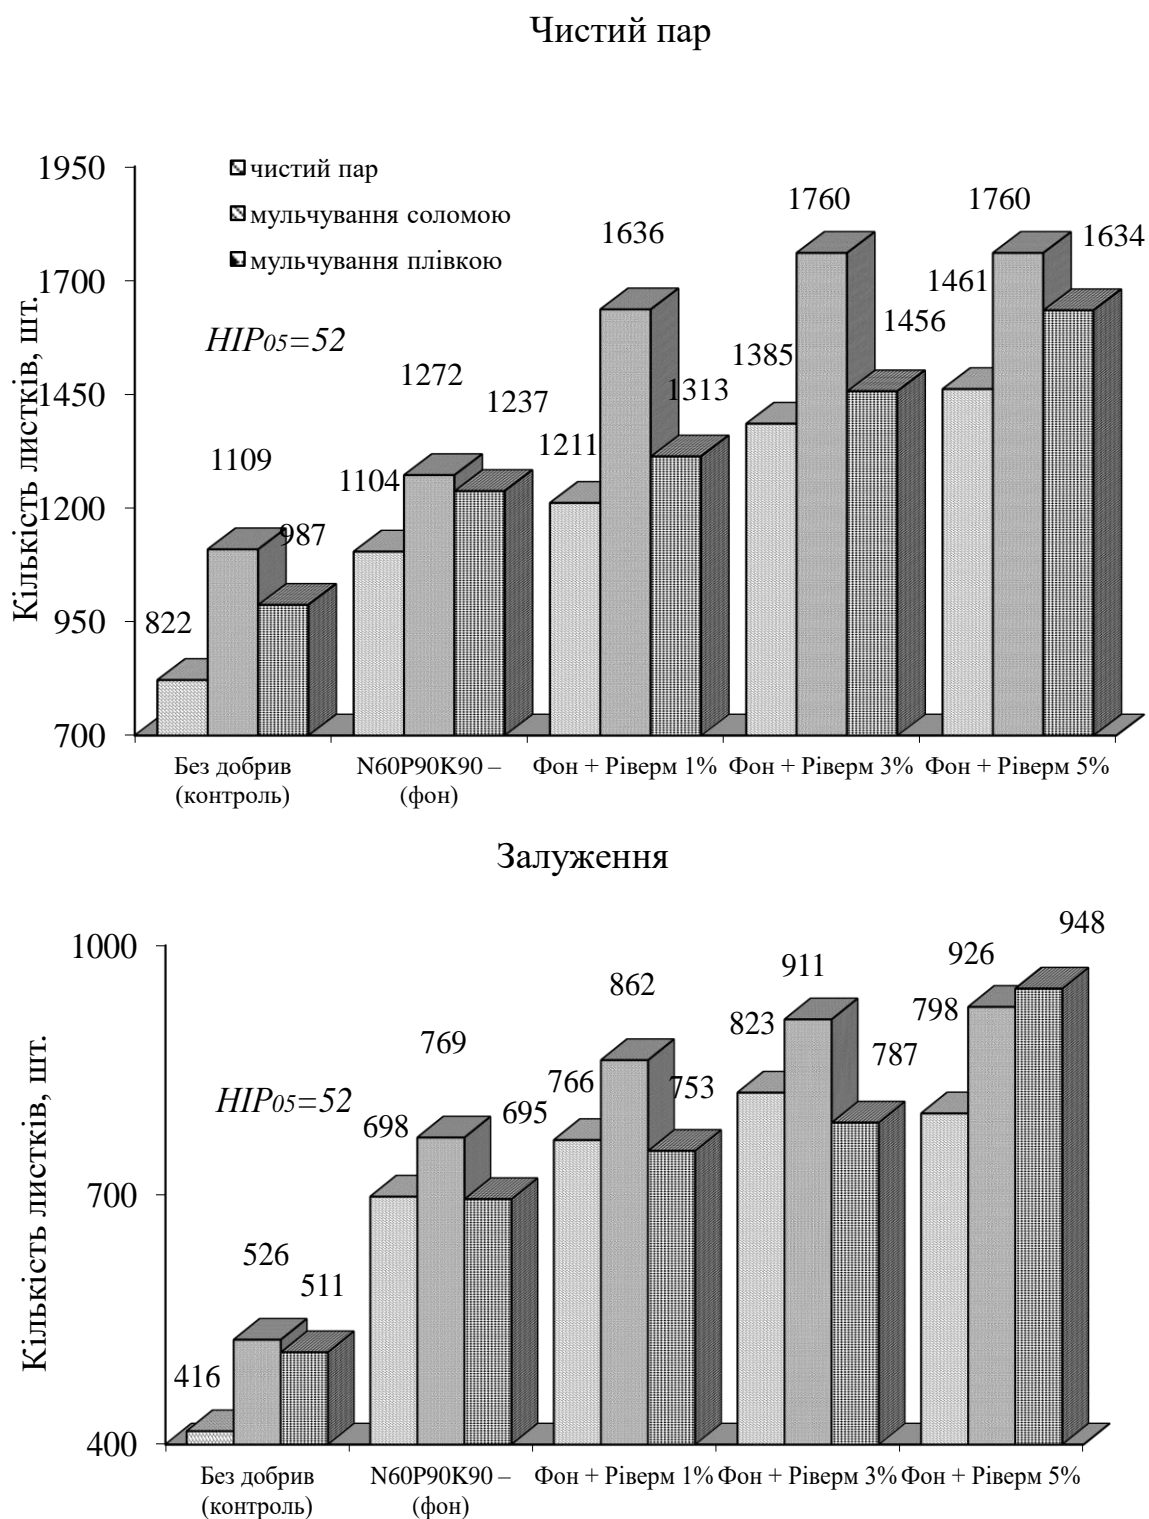 Чистий пар
1950
1700
1450
1200
950
700
Кількість листків, шт.
чистий пар
мульчування соломою
мульчування плівкою
НІР05=52
822
1109
987
1104
1272
1237
1211
1636
1313
1385
1760
1456
1461
1760
1634
Без добрив
(контроль)
N60P90K90 –
(фон)
Фон + Ріверм 1%
Фон + Ріверм 3%
Фон + Ріверм 5%
Залуження
1000
700
400
Кількість листків, шт.
НІР05=52
416
526
511
698
769
695
766
862
753
823
911
787
798
926
948
Без добрив
(контроль)
N60P90K90 –
(фон)
Фон + Ріверм 1%
Фон + Ріверм 3%
Фон + Ріверм 5%